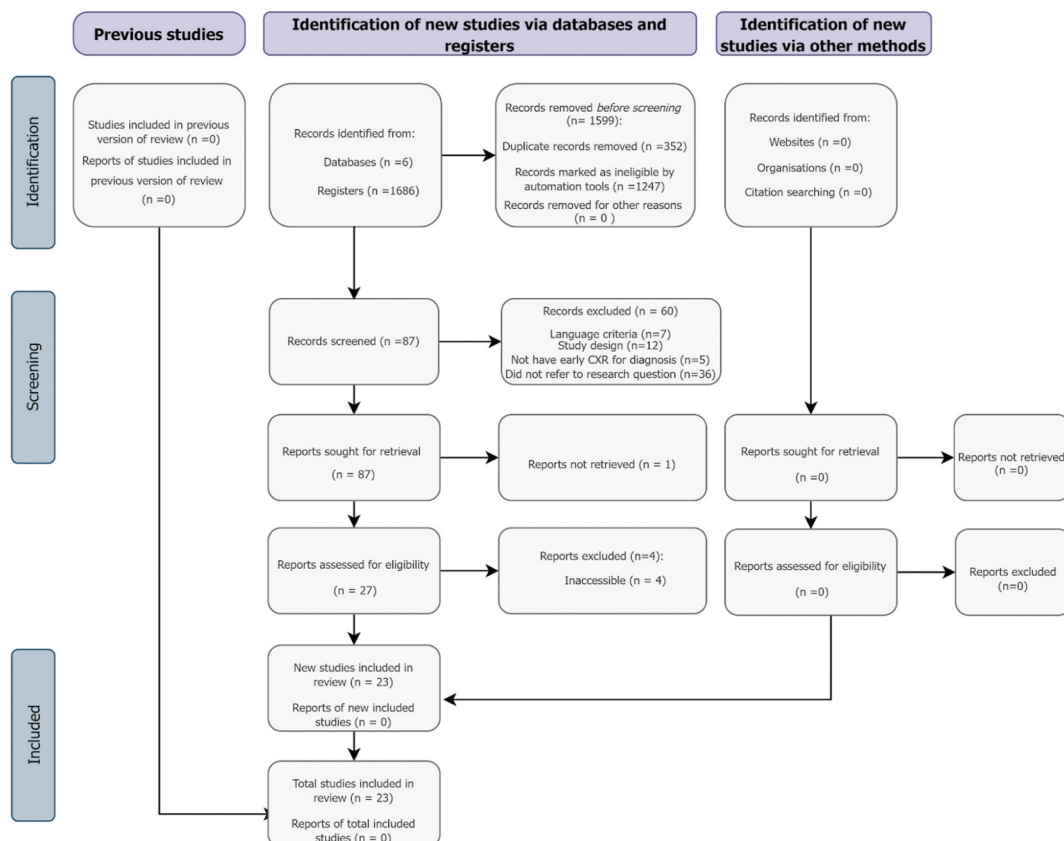 Previous studies
Identification of new studies via databases and
registers
Identification of new
studies via other methods
Identification
Studies included in previous
version of review (n =0)
Reports of studies included in
previous version of review
(n =0)
Records identified from:
Databases (n =6)
Registers (n =1686)
Records removed before screening
(n= 1599):
Duplicate records removed (n =352)
Records marked as ineligible by
automation tools (n =1247)
Records removed for other reasons
(n = 0 )
Records identified from:
Websites (n =0)
Organisations (n =0)
Citation searching (n =0)
Screening
Records screened (n =87)
Records excluded (n = 60)
Language criteria (n=7)
Study design (n=12)
Not have early CXR for diagnosis (n=5)
Did not refer to research question (n=36)
Reports sought for retrieval
(n = 87)
Reports not retrieved (n = 1)
Reports sought for retrieval
(n =0)
Reports not retrieved
(n =0)
Reports assessed for eligibility
(n = 27)
Reports excluded (n=4):
Inaccessible (n = 4)
Reports assessed for eligibility
(n =0)
Reports excluded
(n=0)
Included
New studies included in
review (n = 23)
Reports of new included
studies (n = 0)
Total studies included in
review (n = 23)
Reports of total included
studies (n = 0)